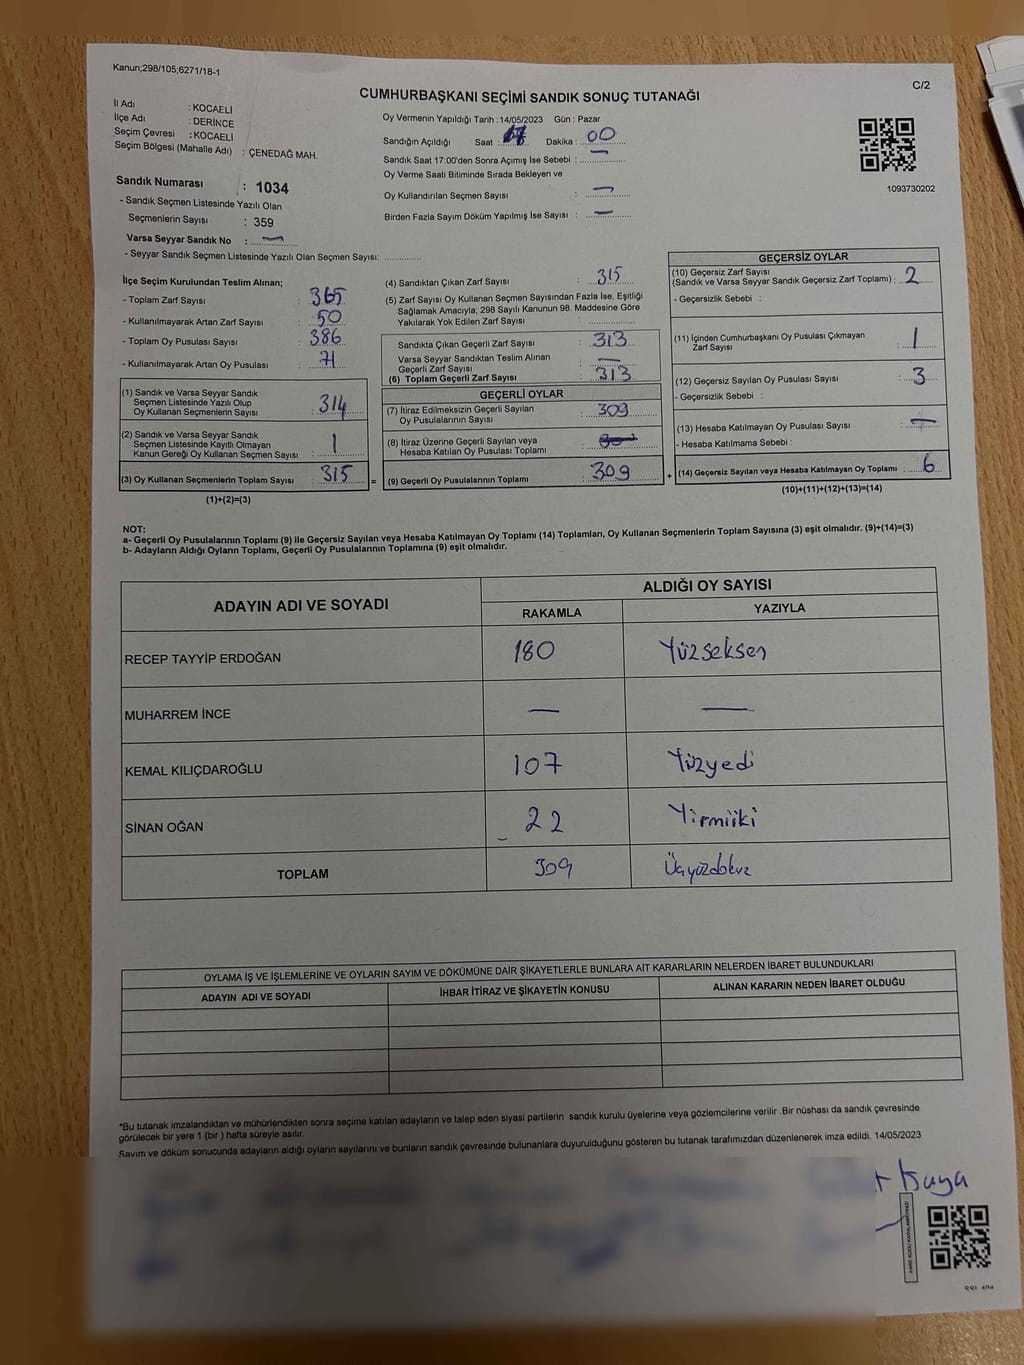 Kanun;298/105;6271/18-1
C/2
CUMHURBAŞKANI SEÇİMİ SANDIK SONUÇ TUTANAĞI
İl Adı : KOCAELİ
İlçe Adı : DERİNCE
Seçim Çevresi : KOCAELİ
Seçim Bölgesi (Mahalle Adı) : ÇENEDAĞ MAH.
Sandık Numarası : 1034
- Sandık Seçmen Listesinde Yazılı Olan
Seçmenlerin Sayısı : 359
Varsa Seyyar Sandık No : —
- Seyyar Sandık Seçmen Listesinde Yazılı Olan Seçmen Sayısı: ..............
Oy Vermenin Yapıldığı Tarih :14/05/2023 Gün : Pazar
Sandığın Açıldığı Saat : Dakika : 00
Sandık Saat 17:00'den Sonra Açımış İse Sebebi : —
Oy Verme Saati Bitiminde Sırada Bekleyen ve
Oy Kullandırılan Seçmen Sayısı : —
Birden Fazla Sayım Döküm Yapılmış İse Sayısı : —
1093730202
İlçe Seçim Kurulundan Teslim Alınan;
- Toplam Zarf Sayısı : 365
- Kullanılmayarak Artan Zarf Sayısı : 50
- Toplam Oy Pusulası Sayısı : 386
- Kullanılmayarak Artan Oy Pusulası : 71
(1) Sandık ve Varsa Seyyar Sandık
Seçmen Listesinde Yazılı Olup
Oy Kullanan Seçmenlerin Sayısı : 314
(2) Sandık ve Varsa Seyyar Sandık
Seçmen Listesinde Kayıtlı Olmayan
Kanun Gereği Oy Kullanan Seçmen Sayısı : 1
(3) Oy Kullanan Seçmenlerin Toplam Sayısı : 315 =
(1)+(2)=(3)
(4) Sandıktan Çıkan Zarf Sayısı : 315
(5) Zarf Sayısı Oy Kullanan Seçmen Sayısından Fazla İse, Eşitliği
Sağlamak Amacıyla; 298 Sayılı Kanunun 98. Maddesine Göre
Yakılarak Yok Edilen Zarf Sayısı : ..............
Sandıkta Çıkan Geçerli Zarf Sayısı : 313
Varsa Seyyar Sandıktan Teslim Alınan
Geçerli Zarf Sayısı : —
(6) Toplam Geçerli Zarf Sayısı : 313
GEÇERLİ OYLAR
(7) İtiraz Edilmeksizin Geçerli Sayılan
Oy Pusulasının Sayısı : 309
(8) İtiraz Üzerine Geçerli Sayılan veya
Hesaba Katılan Oy Pusulası Toplamı :
(9) Geçerli Oy Pusulalarının Toplamı : 309 +
GEÇERSİZ OYLAR
(10) Geçersiz Zarf Sayısı
(Sandık ve Varsa Seyyar Sandık Geçersiz Zarf Toplamı) : 2
- Geçersizlik Sebebi :
(11) İçinden Cumhurbaşkanı Oy Pusulası Çıkmayan
Zarf Sayısı : 1
(12) Geçersiz Sayılan Oy Pusulası Sayısı : 3
- Geçersizlik Sebebi :
(13) Hesaba Katılmayan Oy Pusulası Sayısı : —
- Hesaba Katılmama Sebebi :
(14) Geçersiz Sayılan veya Hesaba Katılmayan Oy Toplamı : 6
(10)+(11)+(12)+(13)=(14)
NOT:
a- Geçerli Oy Pusulalarının Toplamı (9) ile Geçersiz Sayılan veya Hesaba Katılmayan Oy Toplamı (14) Toplamları, Oy Kullanan Seçmenlerin Toplam Sayısına (3) eşit olmalıdır. (9)+(14)=(3)
b- Adayların Aldığı Oyların Toplamı, Geçerli Oy Pusulalarının Toplamına (9) eşit olmalıdır.
ADAYIN ADI VE SOYADI ALDIĞI OY SAYISI
RAKAMLA YAZIYLA
RECEP TAYYİP ERDOĞAN 180 Yüzseksen
MUHARREM İNCE — —
KEMAL KILIÇDAROĞLU 107 Yüzyedi
SİNAN OĞAN 22 Yirmiiki
TOPLAM 309 Üçyüzdokuz
OYLAMA İŞ VE İŞLEMLERİNE VE OYLARIN SAYIM VE DÖKÜMÜNE DAİR ŞİKAYETLERLE BUNLARA AİT KARARLARIN NELERDEN İBARET BULUNDUKLARI
ADAYIN ADI VE SOYADI İHBAR İTİRAZ VE ŞİKAYETİN KONUSU ALINAN KARARIN NEDEN İBARET OLDUĞU
*Bu tutanak imzalandıktan ve mühürlendikten sonra seçime katılan adayların ve talep eden siyasi partilerin sandık kurulu üyelerine veya gözlemcilerine verilir .Bir nüshası da sandık çevresinde
görülecek bir yere 1 (bir ) hafta süreyle asılır.
Sayım ve döküm sonucunda adayların aldığı oyların sayılarını ve bunların sandık çevresinde bulunanlara duyurulduğunu gösteren bu tutanak tarafımızdan düzenlenerek imza edildi. 14/05/2023